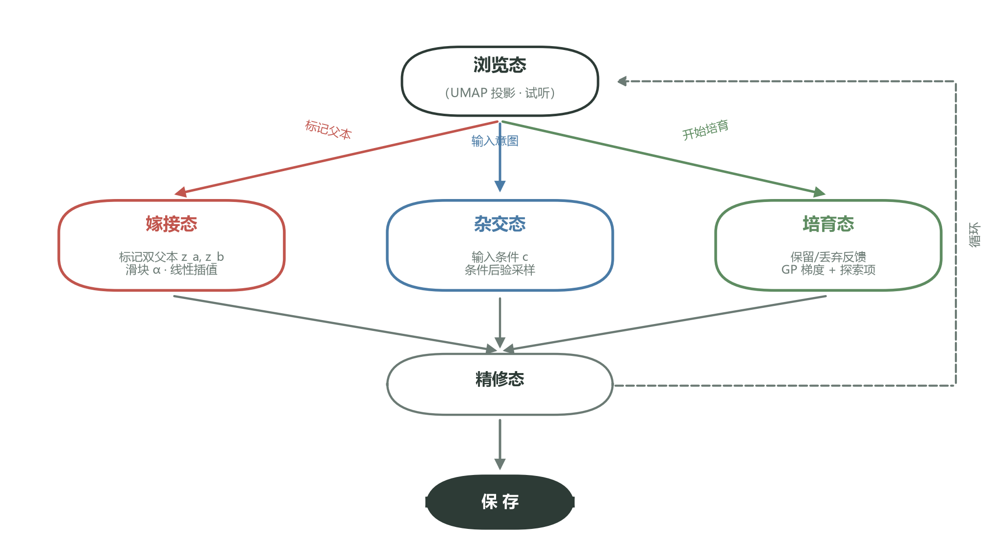 浏览态
(UMAP 投影 · 试听)
标记父本
输入意图
开始培育
嫁接态
标记双父本 z_a, z_b
滑块 α · 线性插值
杂交态
输入条件 c
条件后验采样
培育态
保留/丢弃反馈
GP 梯度 + 探索项
循环
精修态
保 存